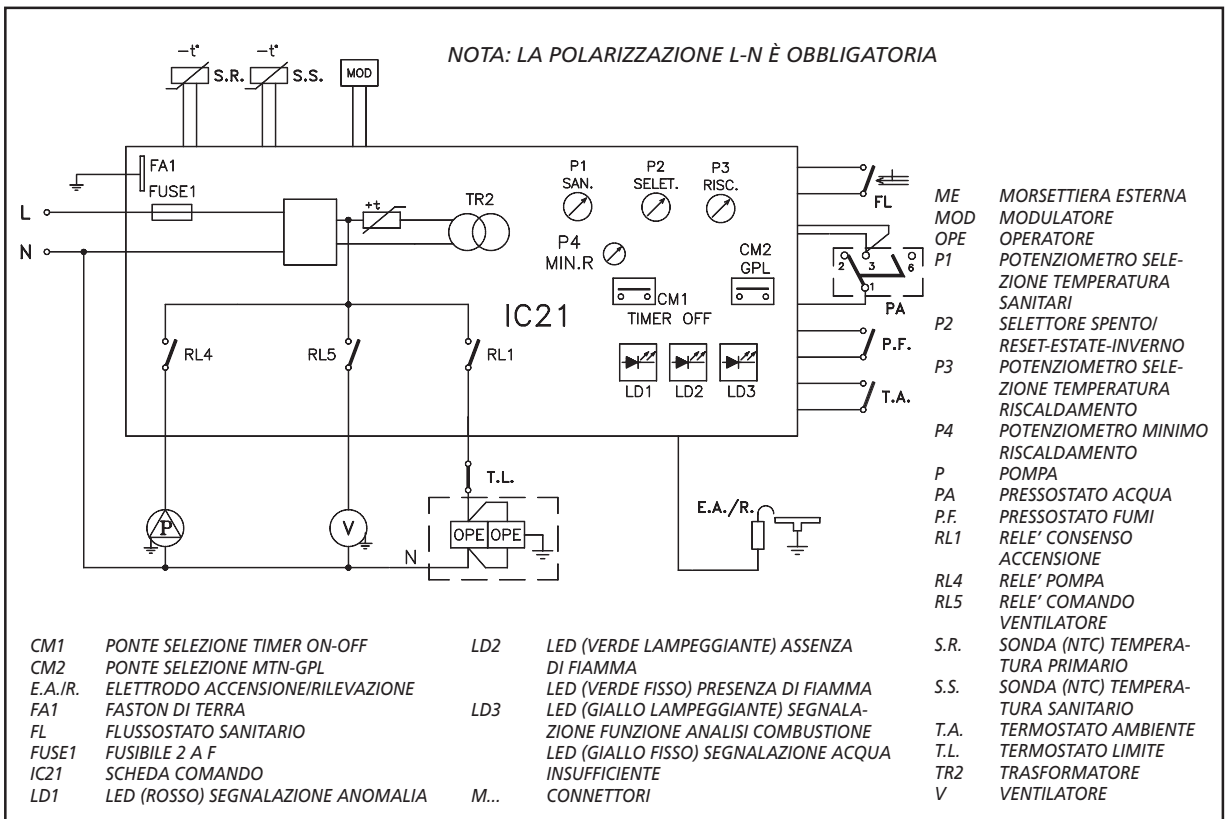 NOTA: LA POLARIZZAZIONE L-N È OBBLIGATORIA
-t°
S.R.
-t°
S.S.
MOD
FA1
FUSE1
L
N
+t
TR2
P1
SAN.
P2
SELET.
P3
RISC.
P4
MIN.R
CM2
GPL
CM1
TIMER OFF
IC21
RL4
RL5
RL1
LD1
LD2
LD3
FL
2
3
6
1
PA
P.F.
T.A.
T.L.
E.A./R.
P
V
OPE
OPE
N
ME MORSETTIERA ESTERNA
MOD MODULATORE
OPE OPERATORE
P1 POTENZIOMETRO SELE-
ZIONE TEMPERATURA
SANITARI
P2 SELETTORE SPENTO/
RESET-ESTATE-INVERNO
P3 POTENZIOMETRO SELE-
ZIONE TEMPERATURA
RISCALDAMENTO
P4 POTENZIOMETRO MINIMO
RISCALDAMENTO
P POMPA
PA PRESSOSTATO ACQUA
P.F. PRESSOSTATO FUMI
RL1 RELE' CONSENSO
ACCENSIONE
RL4 RELE' POMPA
RL5 RELE' COMANDO
VENTILATORE
S.R. SONDA (NTC) TEMPERA-
TURA PRIMARIO
S.S. SONDA (NTC) TEMPERA-
TURA SANITARIO
T.A. TERMOSTATO AMBIENTE
T.L. TERMOSTATO LIMITE
TR2 TRASFORMATORE
V VENTILATORE
CM1 PONTE SELEZIONE TIMER ON-OFF
CM2 PONTE SELEZIONE MTN-GPL
E.A./R. ELETTRODO ACCENSIONE/RILEVAZIONE
FA1 FASTON DI TERRA
FL FLUSSOSTATO SANITARIO
FUSE1 FUSIBILE 2 A F
IC21 SCHEDA COMANDO
LD1 LED (ROSSO) SEGNALAZIONE ANOMALIA
LD2 LED (VERDE LAMPEGGIANTE) ASSENZA
DI FIAMMA
LED (VERDE FISSO) PRESENZA DI FIAMMA
LD3 LED (GIALLO LAMPEGGIANTE) SEGNALA-
ZIONE FUNZIONE ANALISI COMBUSTIONE
LED (GIALLO FISSO) SEGNALAZIONE ACQUA
INSUFFICIENTE
M... CONNETTORI